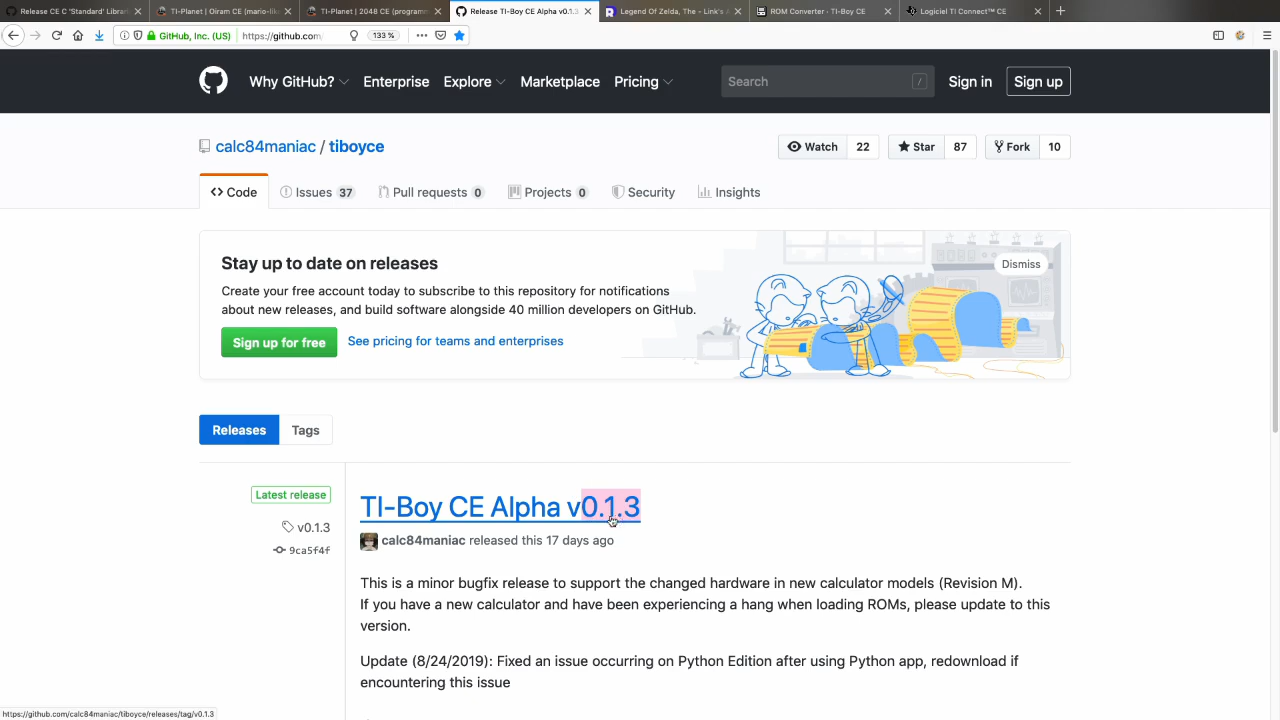 Release CE C 'Standard' Librari
TI-Planet | Oiram CE (mario-lik
TI-Planet | 2048 CE (programm
Release TI-Boy CE Alpha v0.1.3
Legend Of Zelda, The - Link's A
ROM Converter · TI-Boy CE
Logiciel TI Connect™ CE
GitHub, Inc. (US)
https://github.com/
133 %
Why GitHub?
Enterprise
Explore
Marketplace
Pricing
Search
/
Sign in
Sign up
calc84maniac / tiboyce
Watch 22
Star 87
Fork 10
Code
Issues 37
Pull requests 0
Projects 0
Security
Insights
Stay up to date on releases
Dismiss
Create your free account today to subscribe to this repository for notifications
about new releases, and build software alongside 40 million developers on GitHub.
Sign up for free
See pricing for teams and enterprises
Releases
Tags
Latest release
v0.1.3
9ca5f4f
TI-Boy CE Alpha v0.1.3
calc84maniac released this 17 days ago
This is a minor bugfix release to support the changed hardware in new calculator models (Revision M).
If you have a new calculator and have been experiencing a hang when loading ROMs, please update to this
version.
Update (8/24/2019): Fixed an issue occurring on Python Edition after using Python app, redownload if
encountering this issue
https://github.com/calc84maniac/tiboyce/releases/tag/v0.1.3